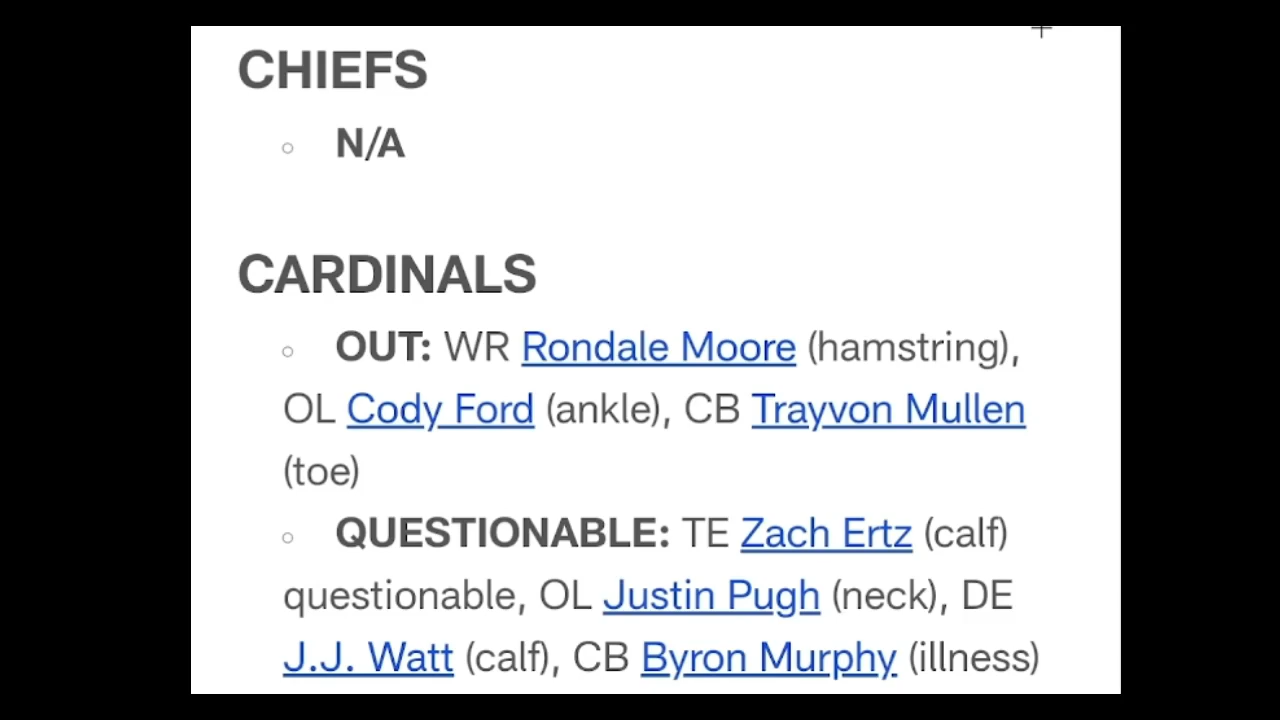 CHIEFS
N/A
CARDINALS
OUT: WR Rondale Moore (hamstring),
OL Cody Ford (ankle), CB Trayvon Mullen
(toe)
QUESTIONABLE: TE Zach Ertz (calf)
questionable, OL Justin Pugh (neck), DE
J.J. Watt (calf), CB Byron Murphy (illness)